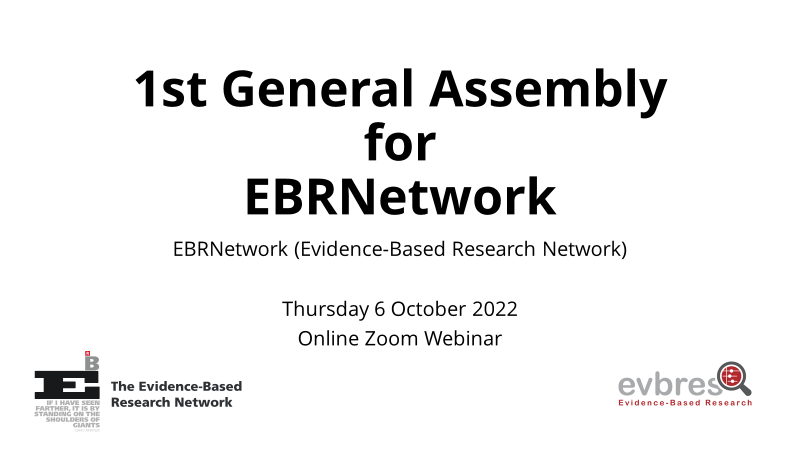 1st General Assembly
for
EBRNetwork
EBRNetwork (Evidence-Based Research Network)
Thursday 6 October 2022
Online Zoom Webinar
B
E
The Evidence-Based
Research Network
IF I HAVE SEEN
FARTHER, IT IS BY
STANDING ON THE
SHOULDERS OF
GIANTS
evbres
Evidence-Based Research